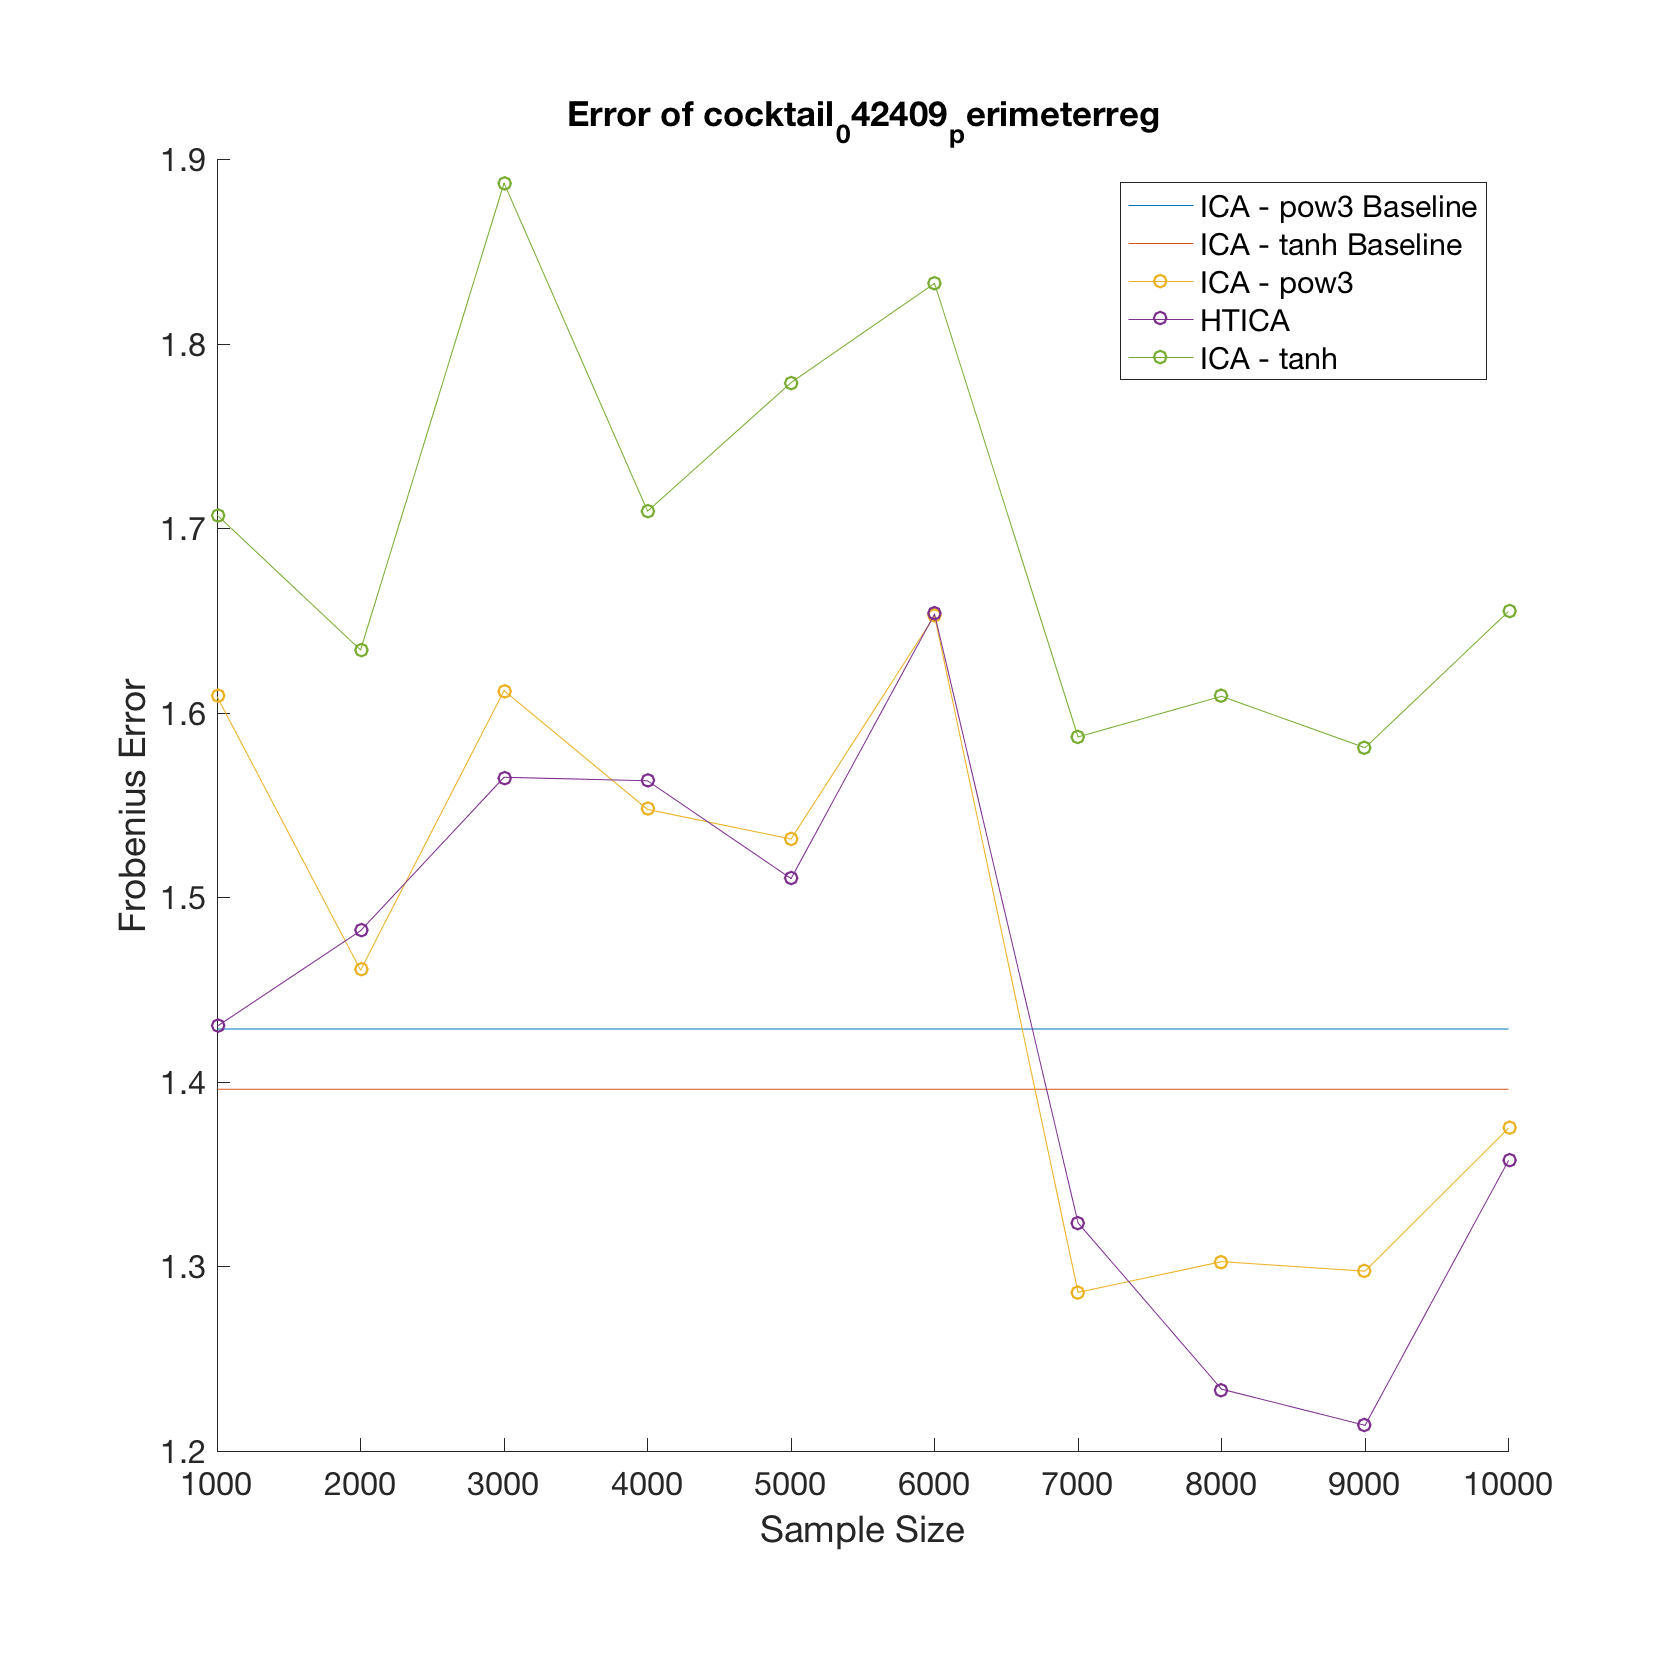 Error of cocktail_042409_perimeterreg
1.9
1.8
1.7
1.6
1.5
1.4
1.3
1.2
Frobenius Error
ICA - pow3 Baseline
ICA - tanh Baseline
ICA - pow3
HTICA
ICA - tanh
1000 2000 3000 4000 5000 6000 7000 8000 9000 10000
Sample Size